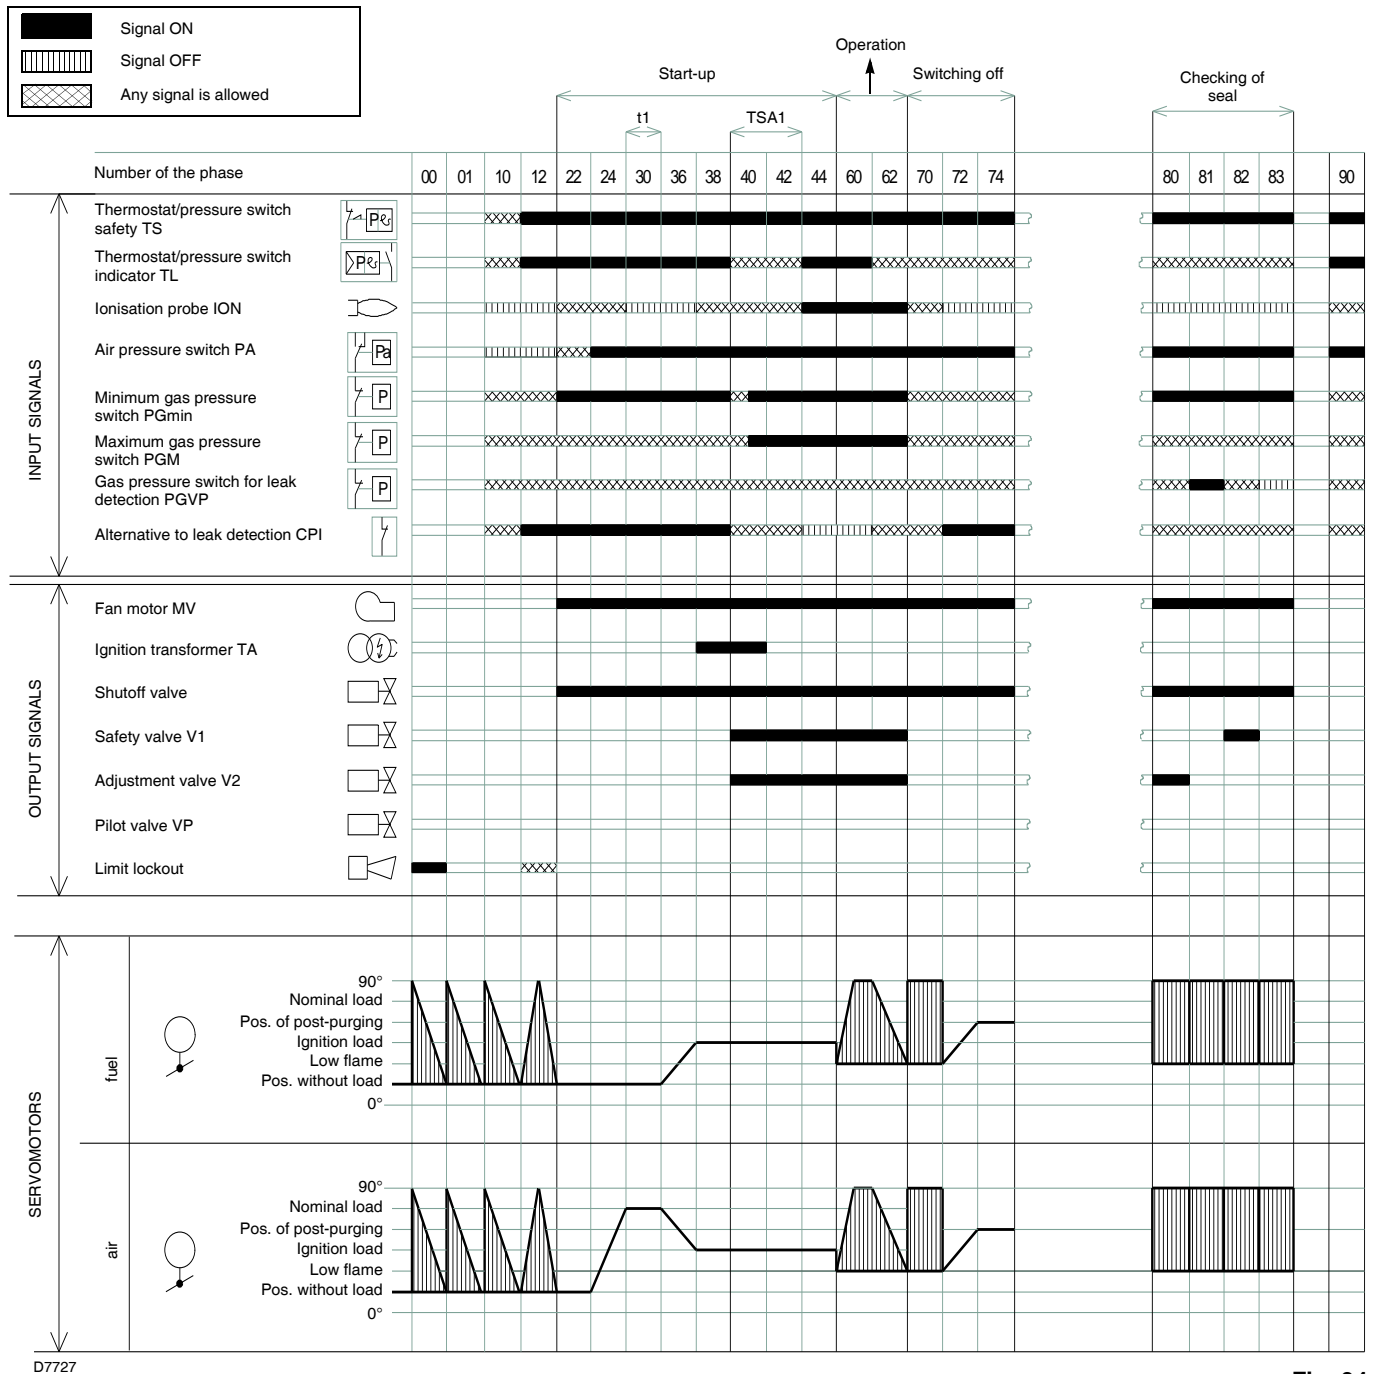 Signal ON
Signal OFF
Any signal is allowed
Operation
Start-up
Switching off
Checking of
seal
t1
TSA1
Number of the phase
00 01 10 12 22 24 30 36 38 40 42 44 60 62 70 72 74 80 81 82 83 90
INPUT SIGNALS
Thermostat/pressure switch
safety TS
P
Thermostat/pressure switch
indicator TL
P
Ionisation probe ION
Air pressure switch PA
Pa
Minimum gas pressure
switch PGmin
P
Maximum gas pressure
switch PGM
P
Gas pressure switch for leak
detection PGVP
P
Alternative to leak detection CPI
OUTPUT SIGNALS
Fan motor MV
Ignition transformer TA
Shutoff valve
Safety valve V1
Adjustment valve V2
Pilot valve VP
Limit lockout
SERVOMOTORS
fuel
90°
Nominal load
Pos. of post-purging
Ignition load
Low flame
Pos. without load
0°
air
90°
Nominal load
Pos. of post-purging
Ignition load
Low flame
Pos. without load
0°
D7727